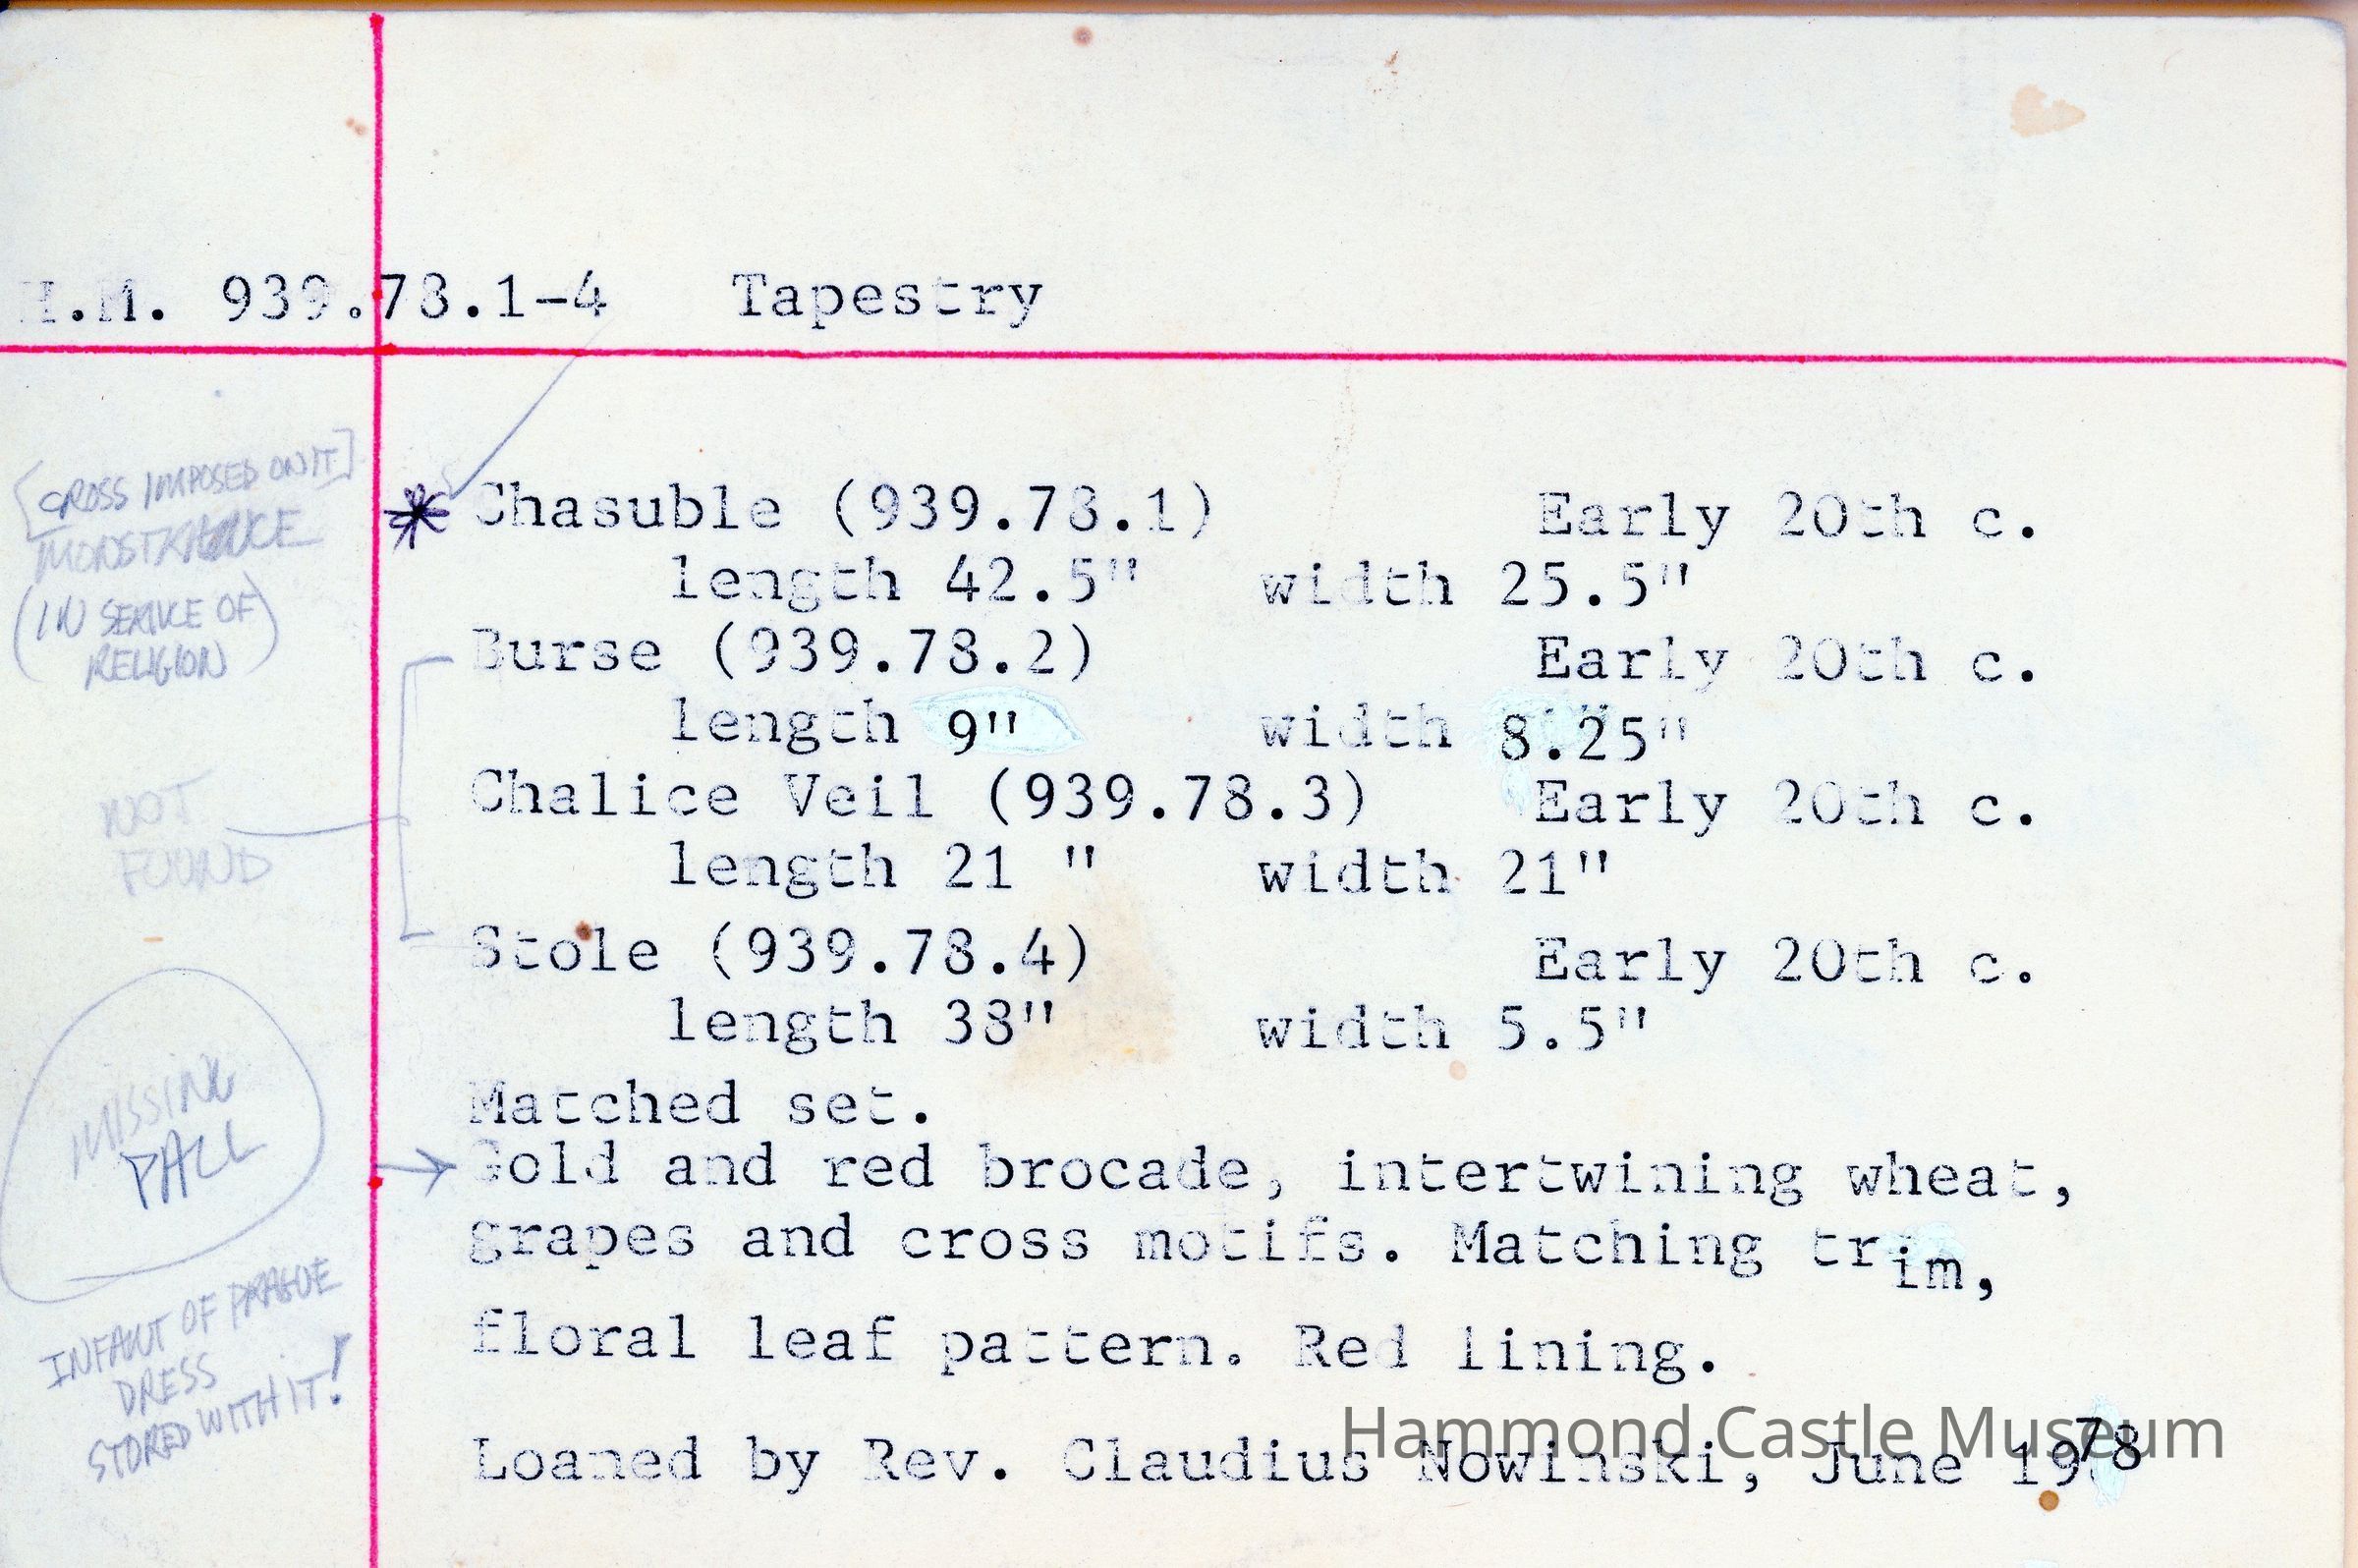 H.M. 939.78.1-4 Tapestry
[CROSS IMPOSED ON IT]
MONSTRANCE
(IN SERIVCE OF
RELIGION)
* Chasuble (939.78.1) Early 20th c.
length 42.5" width 25.5"
Burse (939.78.2) Early 20th c.
length 9" width 8.25"
NOT
FOUND
Chalice Veil (939.78.3) Early 20th c.
length 21 " width 21"
Stole (939.78.4) Early 20th c.
length 38" width 5.5"
MISSING
PALL
Matched set.
→ Gold and red brocade, intertwining wheat,
grapes and cross motifs. Matching trim,
floral leaf pattern. Red lining.
INFANT OF PRAGUE
DRESS
STORED WITH IT!
Loaned by Rev. Claudius Nowinski, June 1978
Hammond Castle Museum